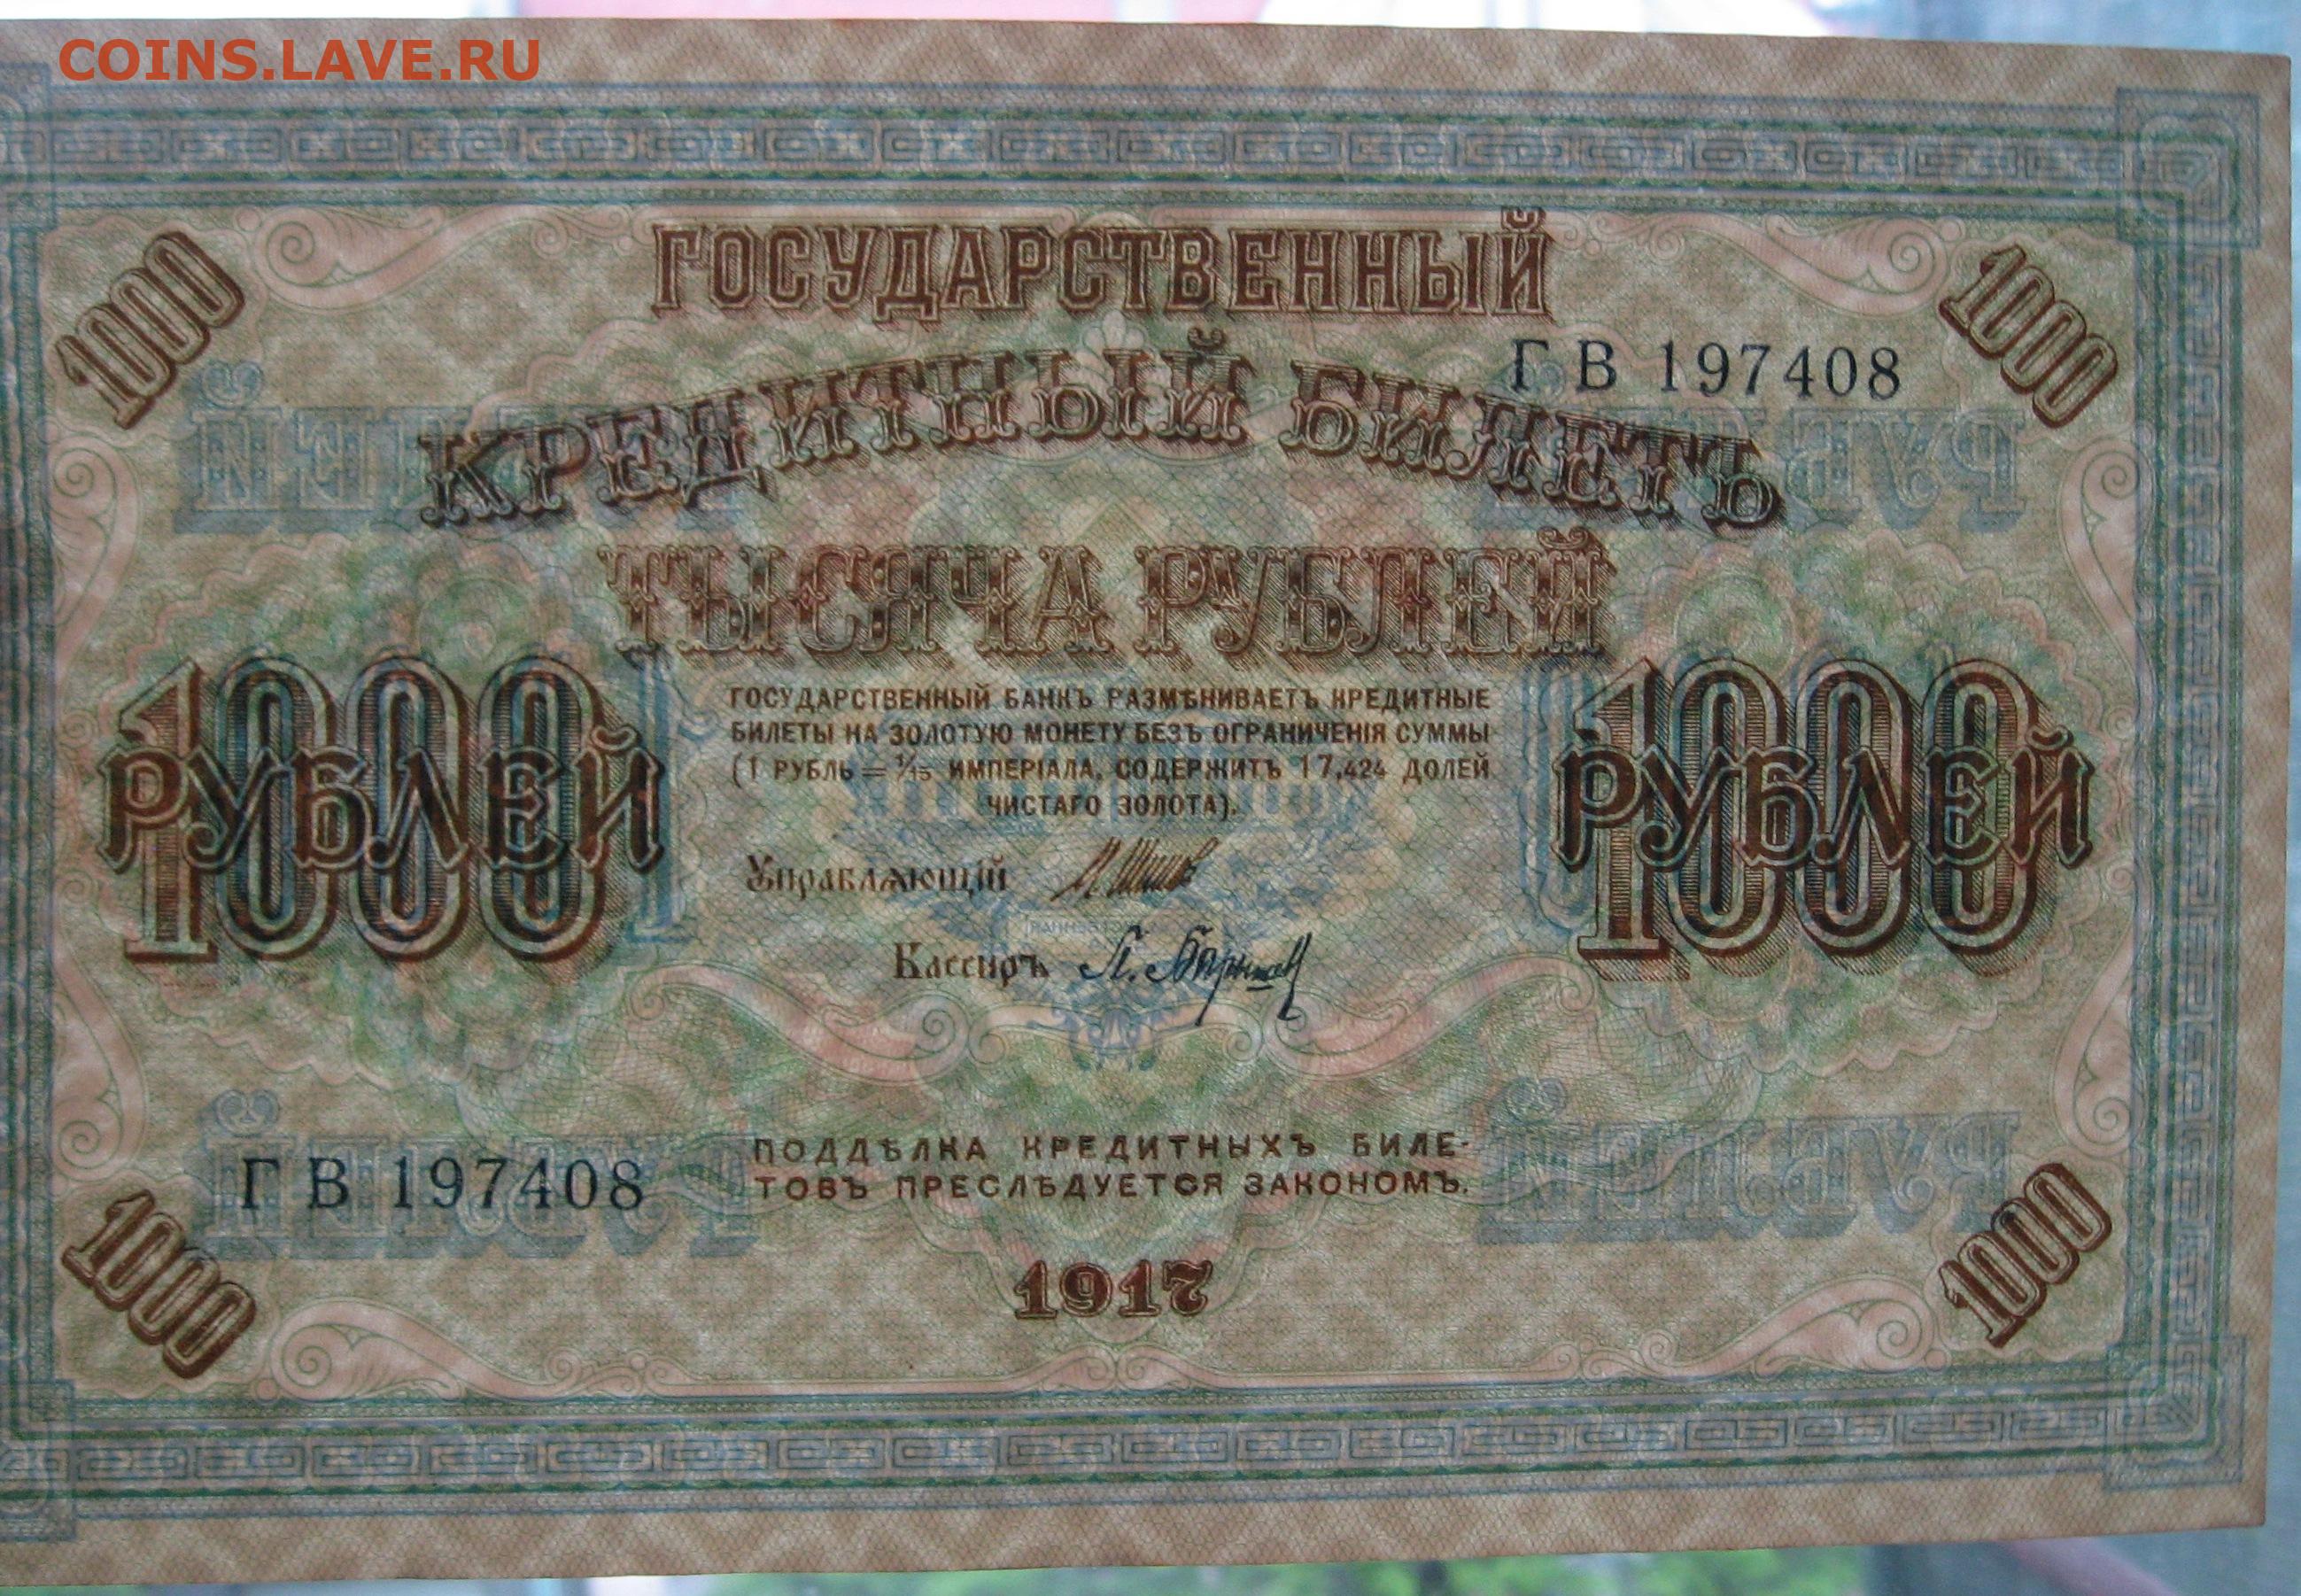 COINS.LAVE.RU
1000
1000
ГОСУДАРСТВЕННЫЙ
ГВ 197408
КРЕДИТНЫЙ БИЛЕТЪ
ТЫСЯЧА РУБЛЕЙ
1000
РУБЛЕЙ
ГОСУДАРСТВЕННЫЙ БАНКЪ РАЗМѢНИВАЕТЪ КРЕДИТНЫЕ
БИЛЕТЫ НА ЗОЛОТУЮ МОНЕТУ БЕЗЪ ОГРАНИЧЕНІЯ СУММЫ
(1 РУБЛЬ = 1/15 ИМПЕРІАЛА, СОДЕРЖИТЪ 17,424 ДОЛЕЙ
ЧИСТАГО ЗОЛОТА).
1000
РУБЛЕЙ
Управляющій
Кассиръ
ГВ 197408
ПОДДѢЛКА КРЕДИТНЫХЪ БИЛЕ-
ТОВЪ ПРЕСЛѢДУЕТСЯ ЗАКОНОМЪ.
1917
1000
1000